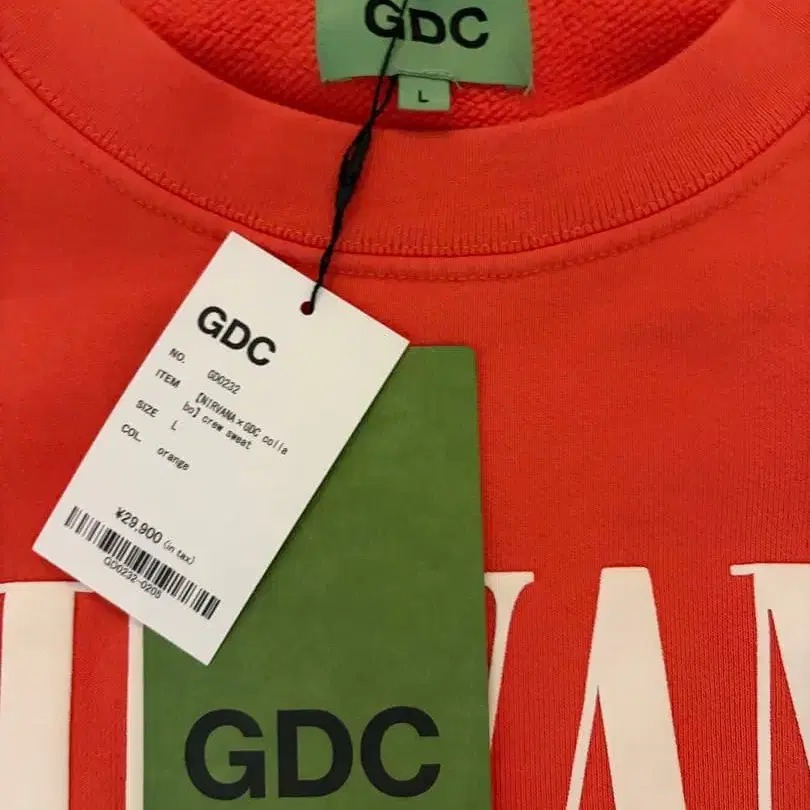 GDC
L
GDC
NO. GD0232
ITEM 【NIRVANA×GDC colla
bo】crew sweat
SIZE L
COL. orange
¥29,900 (in tax)
GD0232-0205
GDC